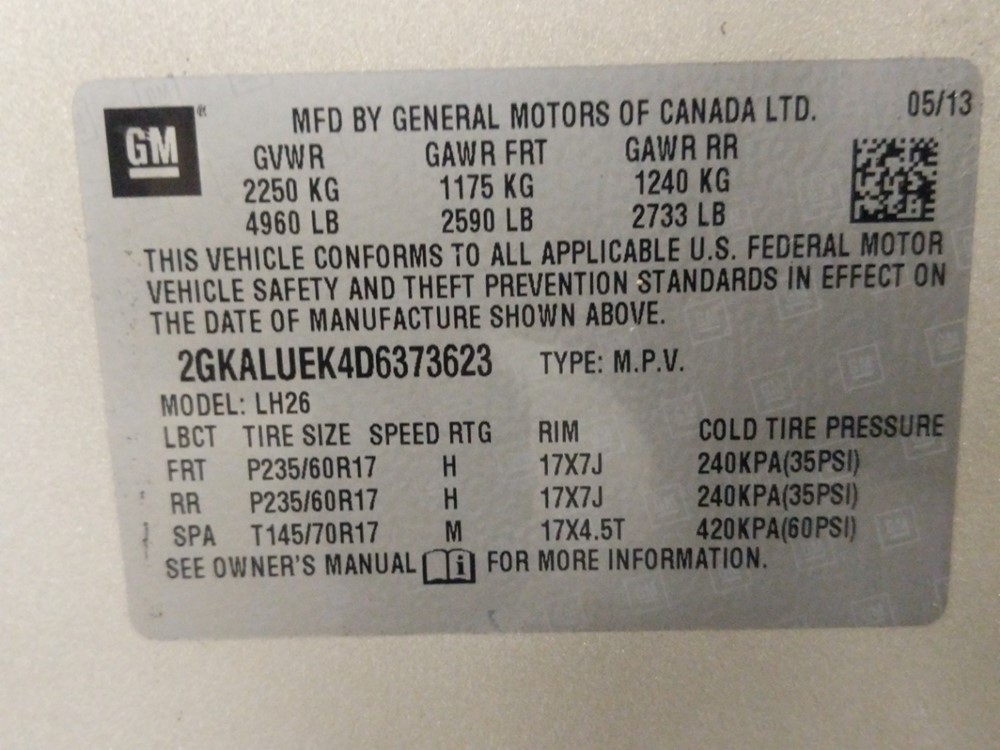 GM ®
MFD BY GENERAL MOTORS OF CANADA LTD. 05/13
GVWR GAWR FRT GAWR RR
2250 KG 1175 KG 1240 KG
4960 LB 2590 LB 2733 LB
THIS VEHICLE CONFORMS TO ALL APPLICABLE U.S. FEDERAL MOTOR
VEHICLE SAFETY AND THEFT PREVENTION STANDARDS IN EFFECT ON
THE DATE OF MANUFACTURE SHOWN ABOVE.
2GKALUEK4D6373623 TYPE: M.P.V.
MODEL: LH26
LBCT TIRE SIZE SPEED RTG RIM COLD TIRE PRESSURE
FRT P235/60R17 H 17X7J 240KPA(35PSI)
RR P235/60R17 H 17X7J 240KPA(35PSI)
SPA T145/70R17 M 17X4.5T 420KPA(60PSI)
SEE OWNER'S MANUAL i FOR MORE INFORMATION.